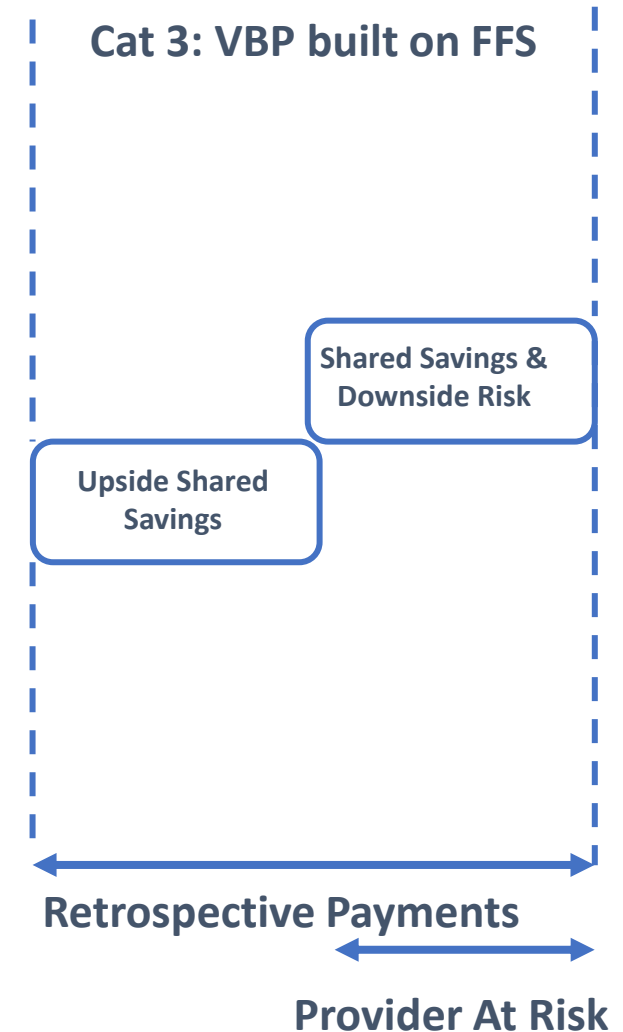 Cat 3: VBP built on FFS
Shared Savings &
Downside Risk
Upside Shared
Savings
Retrospective Payments
Provider At Risk